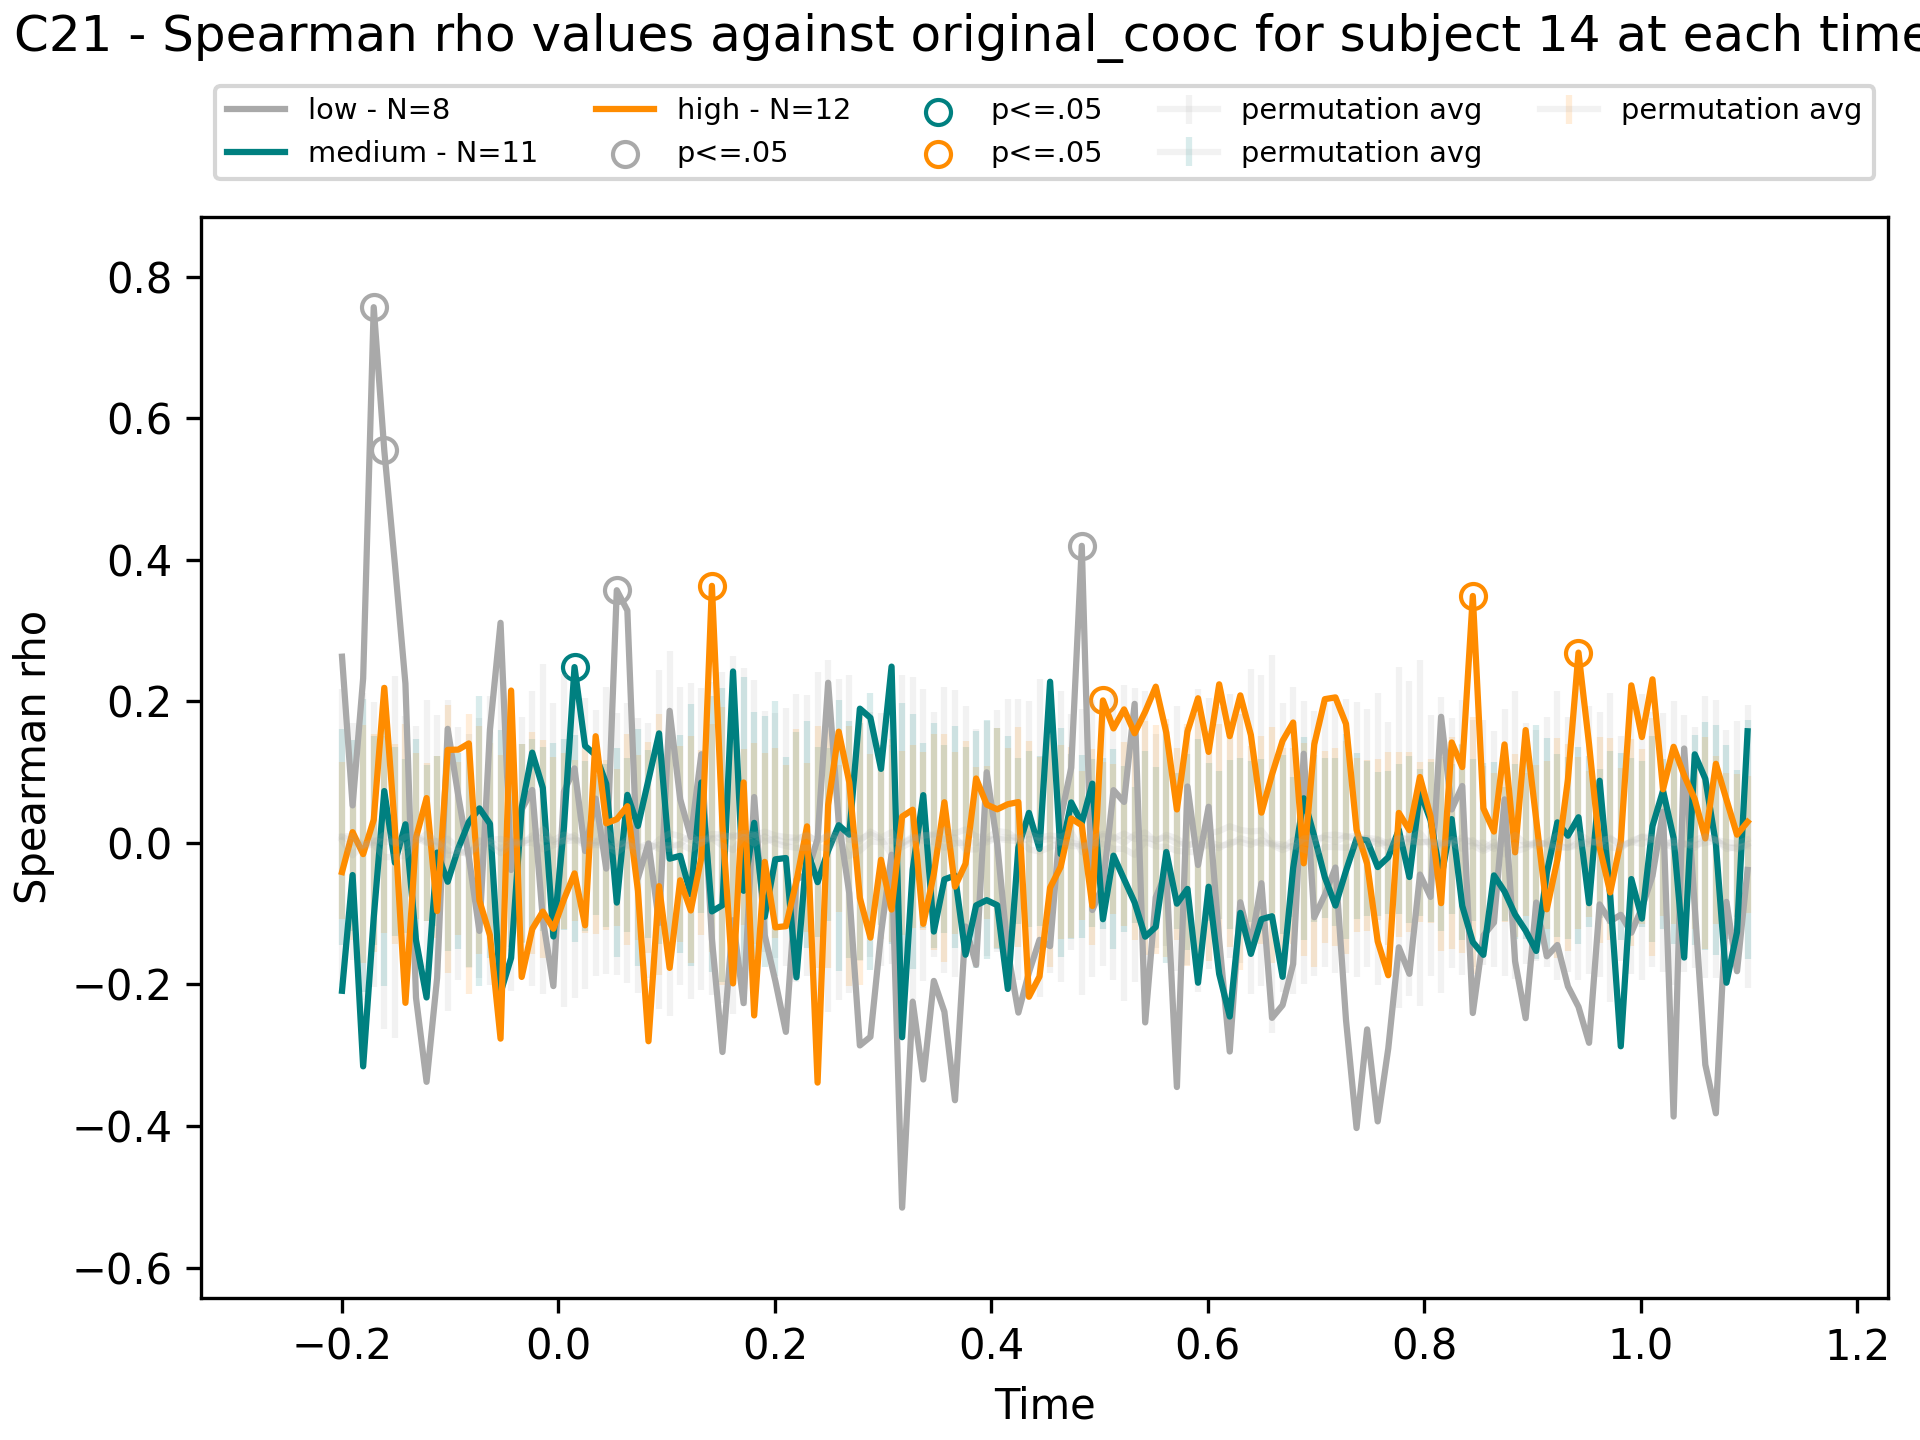 C21 - Spearman rho values against original_cooc for subject 14 at each time
low - N=8
medium - N=11
high - N=12
p<=.05
p<=.05
p<=.05
permutation avg
permutation avg
permutation avg
Spearman rho
0.8
0.6
0.4
0.2
0.0
−0.2
−0.4
−0.6
−0.2
0.0
0.2
0.4
0.6
0.8
1.0
1.2
Time